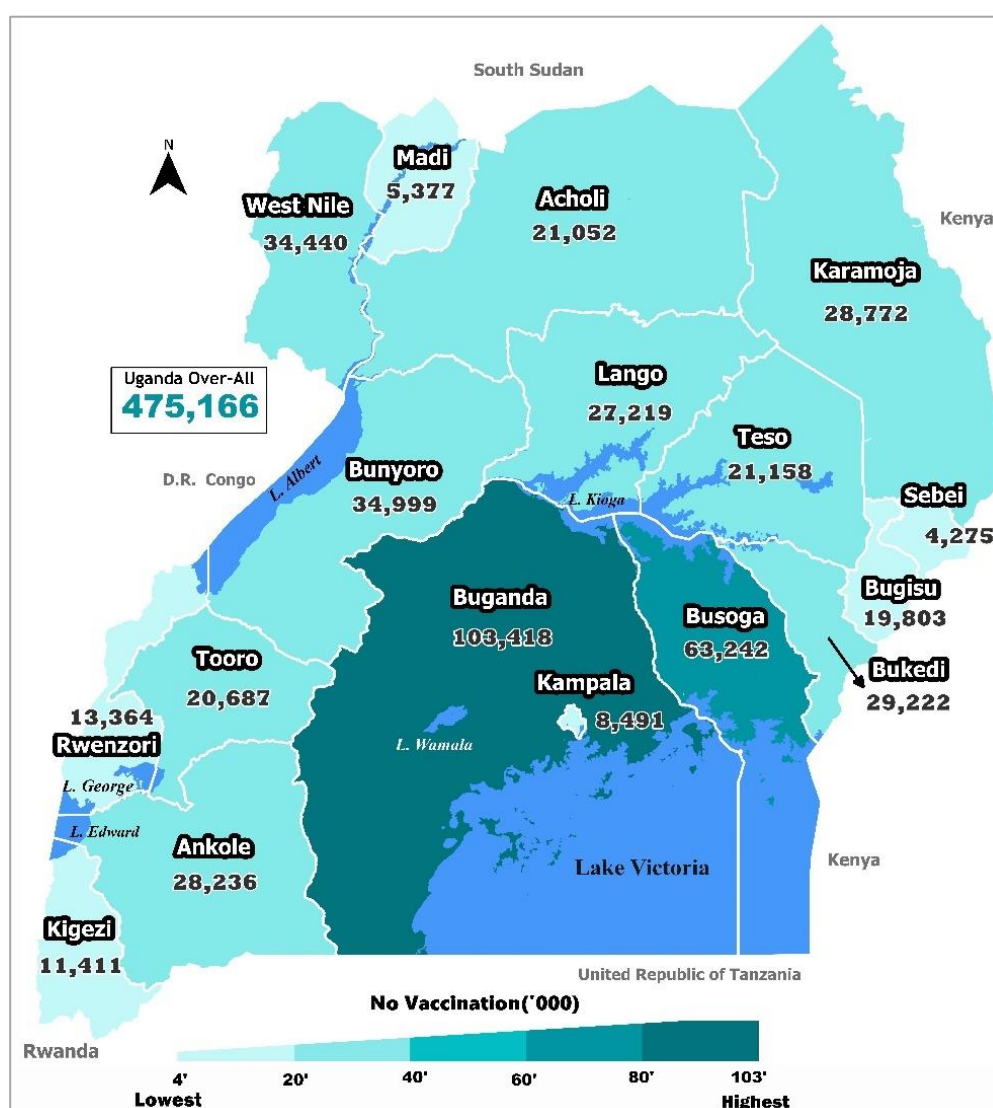 South Sudan
N
Madi
5,377
West Nile
34,440
Acholi
21,052
Kenya
Karamoja
28,772
Uganda Over-All
475,166
Lango
27,219
Teso
21,158
D.R. Congo
L. Albert
Bunyoro
34,999
L. Kioga
Sebei
4,275
Buganda
103,418
Busoga
63,242
Bugisu
19,803
Tooro
20,687
Kampala
8,491
Bukedi
29,222
13,364
Rwenzori
L. Wamala
L. George
L. Edward
Ankole
28,236
Lake Victoria
Kenya
Kigezi
11,411
United Republic of Tanzania
No Vaccination('000)
Rwanda
4' 20' 40' 60' 80' 103'
Lowest Highest